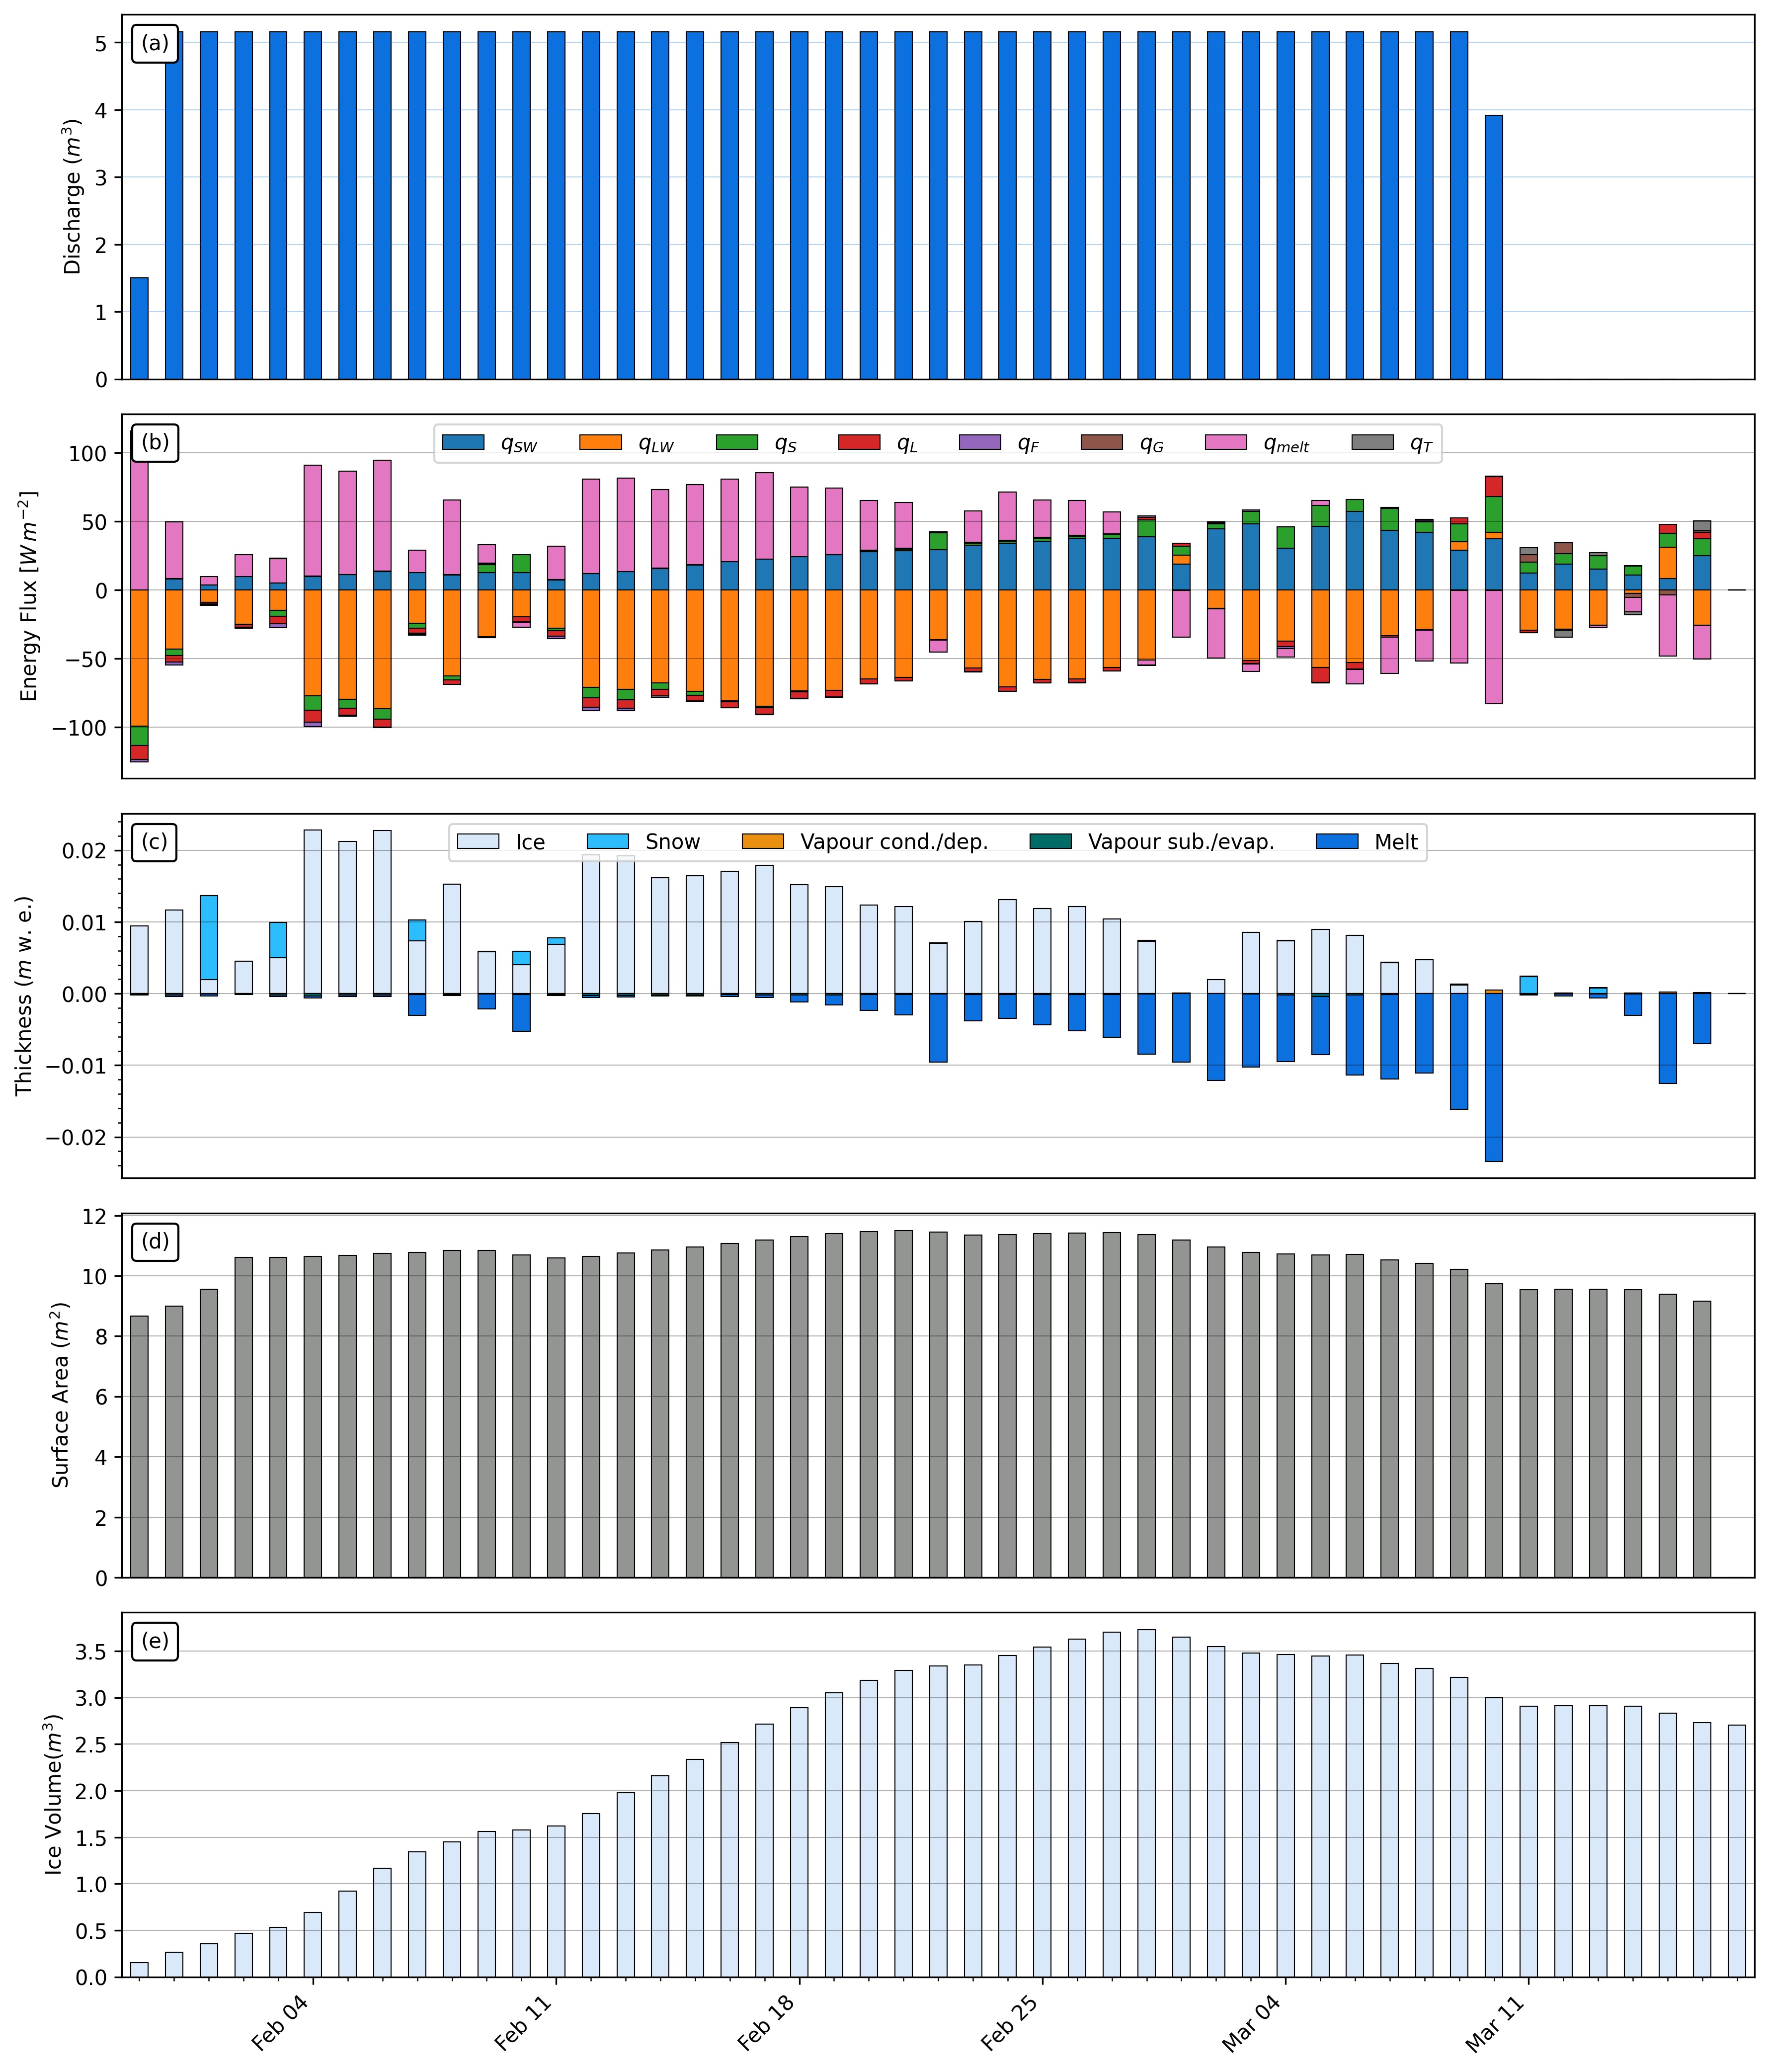 (a)
5
4
3
2
1
0
Discharge (m³)
(b)
q_SW q_LW q_S q_L q_F q_G q_melt q_T
100
50
0
−50
−100
Energy Flux [W m⁻²]
(c)
Ice Snow Vapour cond./dep. Vapour sub./evap. Melt
0.02
0.01
0.00
−0.01
−0.02
Thickness (m w. e.)
(d)
12
10
8
6
4
2
0
Surface Area (m²)
(e)
3.5
3.0
2.5
2.0
1.5
1.0
0.5
0.0
Ice Volume(m³)
Feb 04 Feb 11 Feb 18 Feb 25 Mar 04 Mar 11